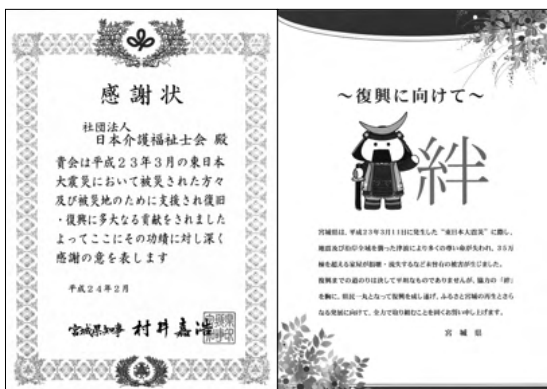 感謝状
社団法人
日本介護福祉士会 殿
貴会は平成23年3月の東日本
大震災において被災された方々
及び被災地のために支援され復旧
・復興に多大なる貢献をされました
よってここにその功績に対し深く
感謝の意を表します
平成24年2月
宮城県知事 村井嘉浩
～復興に向けて～
絆
宮城県は、平成23年3月11日に発生した“東日本大震災”に際し、
地震及び沿岸全域を襲った津波により多くの尊い命が失われ、35万
棟を超える家屋が損壊・流失するなど未曾有の被害が生じました。
復興までの道のりは決して平坦なものでありませんが、協力の「絆」
を胸に、県民一丸となって復興を成し遂げ、ふるさと宮城の再生とさら
なる発展に向けて、全力で取り組むことを固くお誓い申し上げます。
宮城県